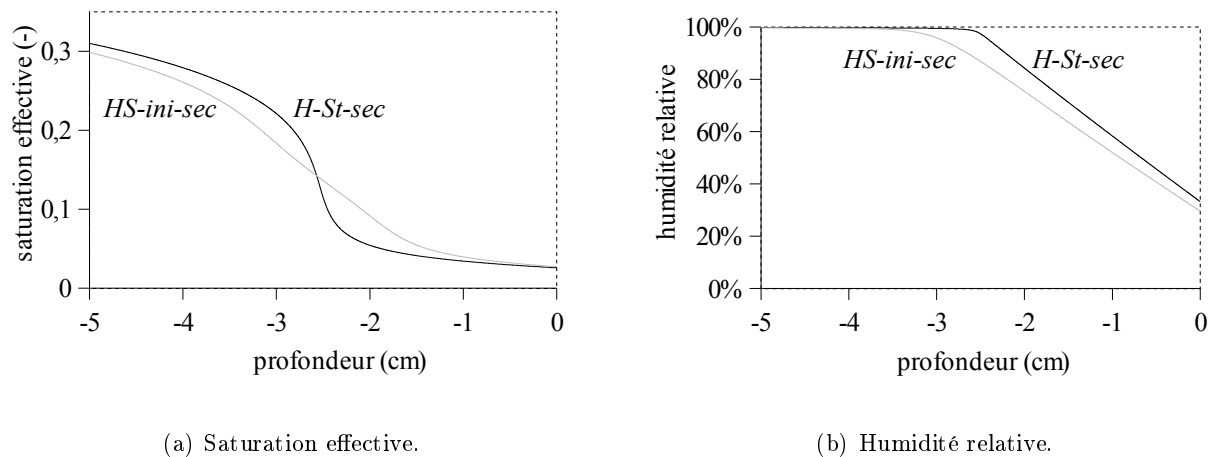 saturation effective (-)
0,3
0,2
0,1
0
HS-ini-sec
H-St-sec
-5 -4 -3 -2 -1 0
profondeur (cm)
(a) Saturation effective.
humidité relative
100%
80%
60%
40%
20%
0%
HS-ini-sec
H-St-sec
-5 -4 -3 -2 -1 0
profondeur (cm)
(b) Humidité relative.